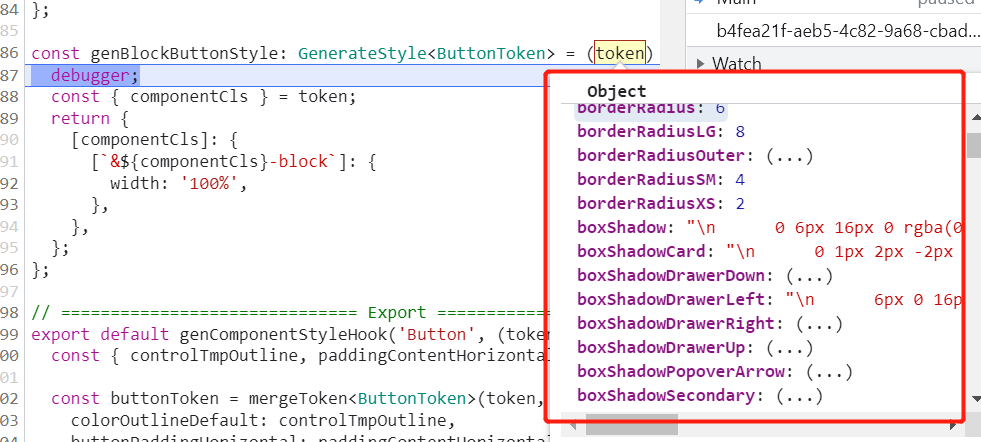 84 };
85
86 const genBlockButtonStyle: GenerateStyle<ButtonToken> = (token)
87 debugger;
88 const { componentCls } = token;
89 return {
90 [componentCls]: {
91 [`&${componentCls}-block`]: {
92 width: '100%',
93 },
94 },
95 };
96 };
97
98 // ============================== Export ============
99 export default genComponentStyleHook('Button', (token
00 const { controlTmpOutline, paddingContentHorizontal
01
02 const buttonToken = mergeToken<ButtonToken>(token,
03 colorOutlineDefault: controlTmpOutline,
04 buttonPaddingHorizontal: paddingContentHorizontal
Main
paused
b4fea21f-aeb5-4c82-9a68-cbad...
Watch
Object
borderRadius: 6
borderRadiusLG: 8
borderRadiusOuter: (...)
borderRadiusSM: 4
borderRadiusXS: 2
boxShadow: "\n 0 6px 16px 0 rgba(0
boxShadowCard: "\n 0 1px 2px -2px
boxShadowDrawerDown: (...)
boxShadowDrawerLeft: "\n 6px 0 16p
boxShadowDrawerRight: (...)
boxShadowDrawerUp: (...)
boxShadowPopoverArrow: (...)
boxShadowSecondary: (...)